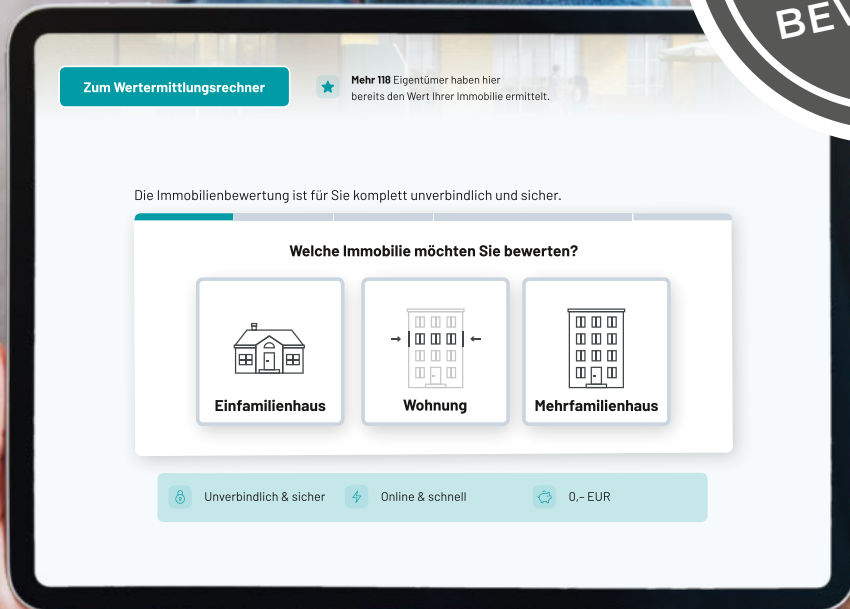 Zum Wertermittlungsrechner
Mehr 118 Eigentümer haben hier
bereits den Wert Ihrer Immobilie ermittelt.
Die Immobilienbewertung ist für Sie komplett unverbindlich und sicher.
Welche Immobilie möchten Sie bewerten?
Einfamilienhaus
Wohnung
Mehrfamilienhaus
Unverbindlich & sicher
Online & schnell
0,- EUR